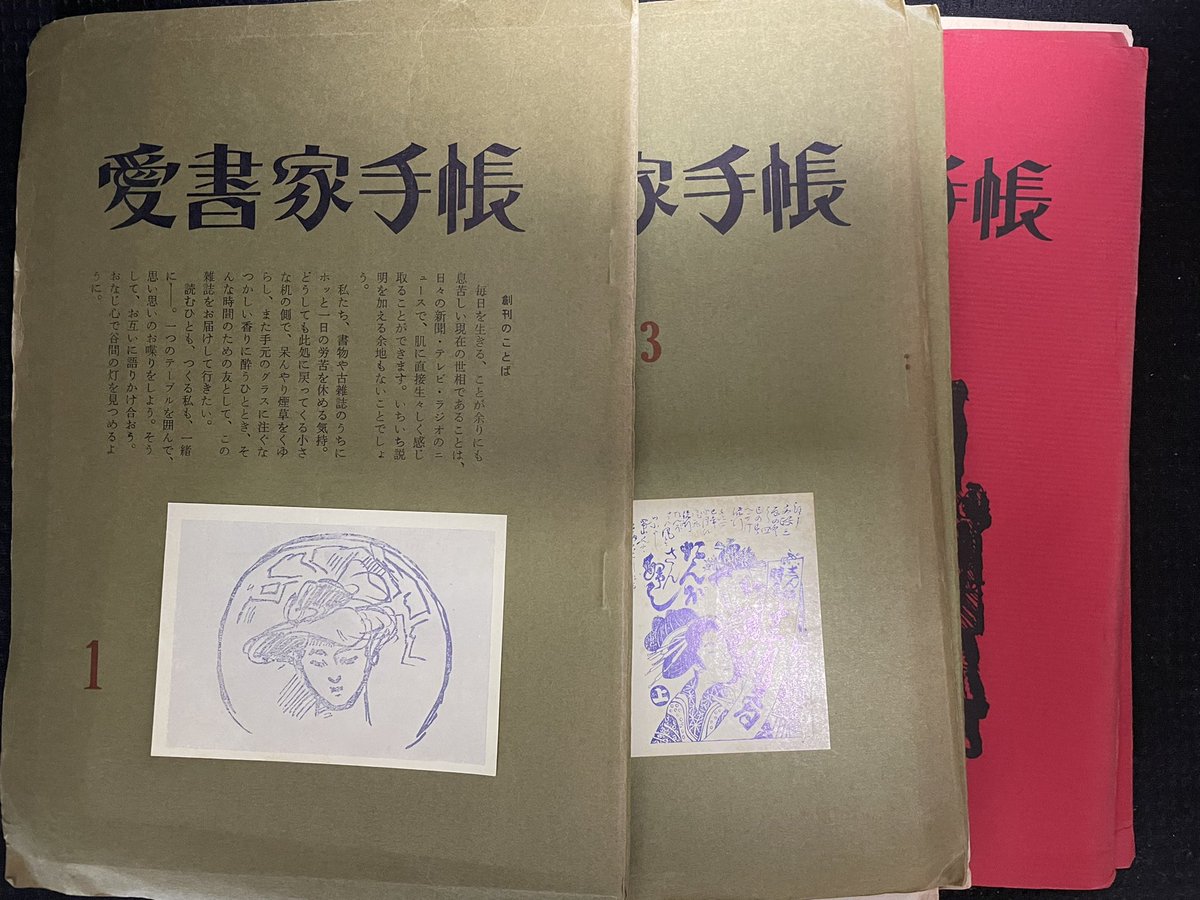 愛書家手帳
創刊のことば
毎日を生きる、ことが余りにも
息苦しい現在の世相であることは、
日々の新聞・テレビ・ラジオのニ
ュースで、肌に直接生々しく感じ
取ることができます。いちいち説
明を加える余地もないことでしょ
う。
私たち、書物や古雑誌のうちに
ホッと一日の労苦を休める気持。
どうしても此処に戻ってくる小さ
な机の側で、呆んやり煙草をくゆ
らし、また手元のグラスに注ぐな
つかしい香りに酔うひととき、そ
んな時間のための友として、この
雑誌をお届けして行きたい。
読むひとも、つくる私も、一緒
に――。一つのテーブルを囲んで、
思い思いのお喋りをしよう。そう
して、お互いに語りかけ合おう。
おなじ心で谷間の灯を見つめるよ
うに。
1
家手帳
3
上
手帳